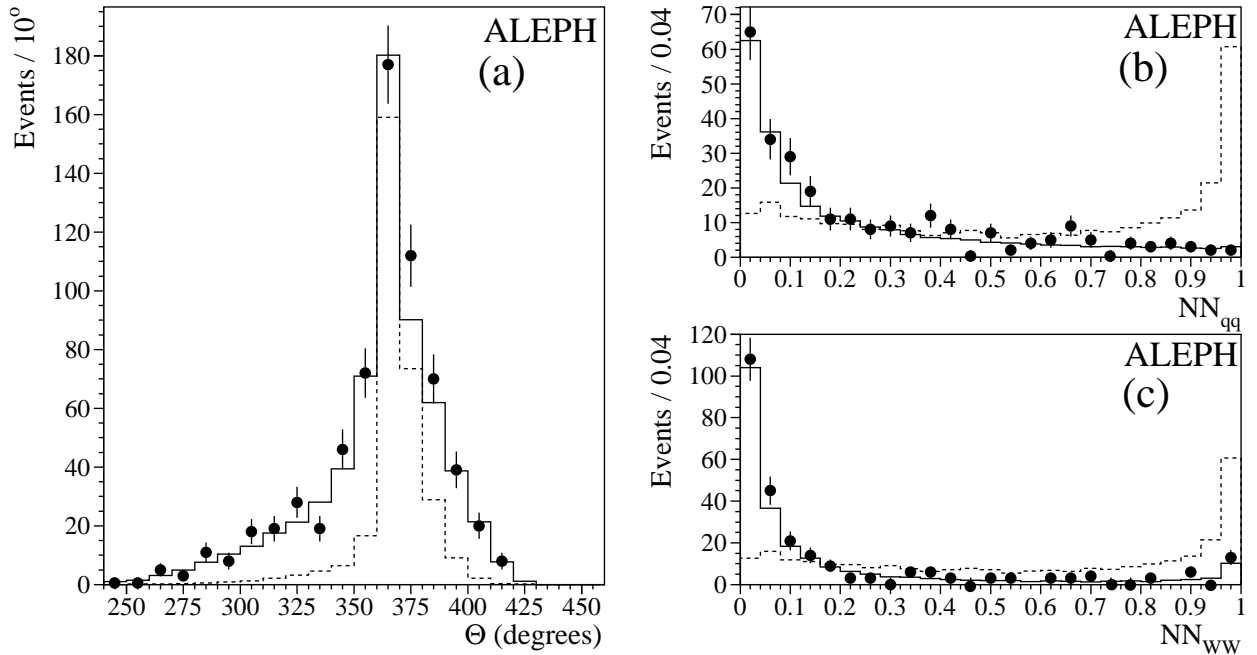 ALEPH
(a)
Events / 10°
180
160
140
120
100
80
60
40
20
0
250 275 300 325 350 375 400 425 450
Θ (degrees)
ALEPH
(b)
Events / 0.04
70
60
50
40
30
20
10
0
0 0.1 0.2 0.3 0.4 0.5 0.6 0.7 0.8 0.9 1
NNqq
ALEPH
(c)
Events / 0.04
120
100
80
60
40
20
0
0 0.1 0.2 0.3 0.4 0.5 0.6 0.7 0.8 0.9 1
NNWW